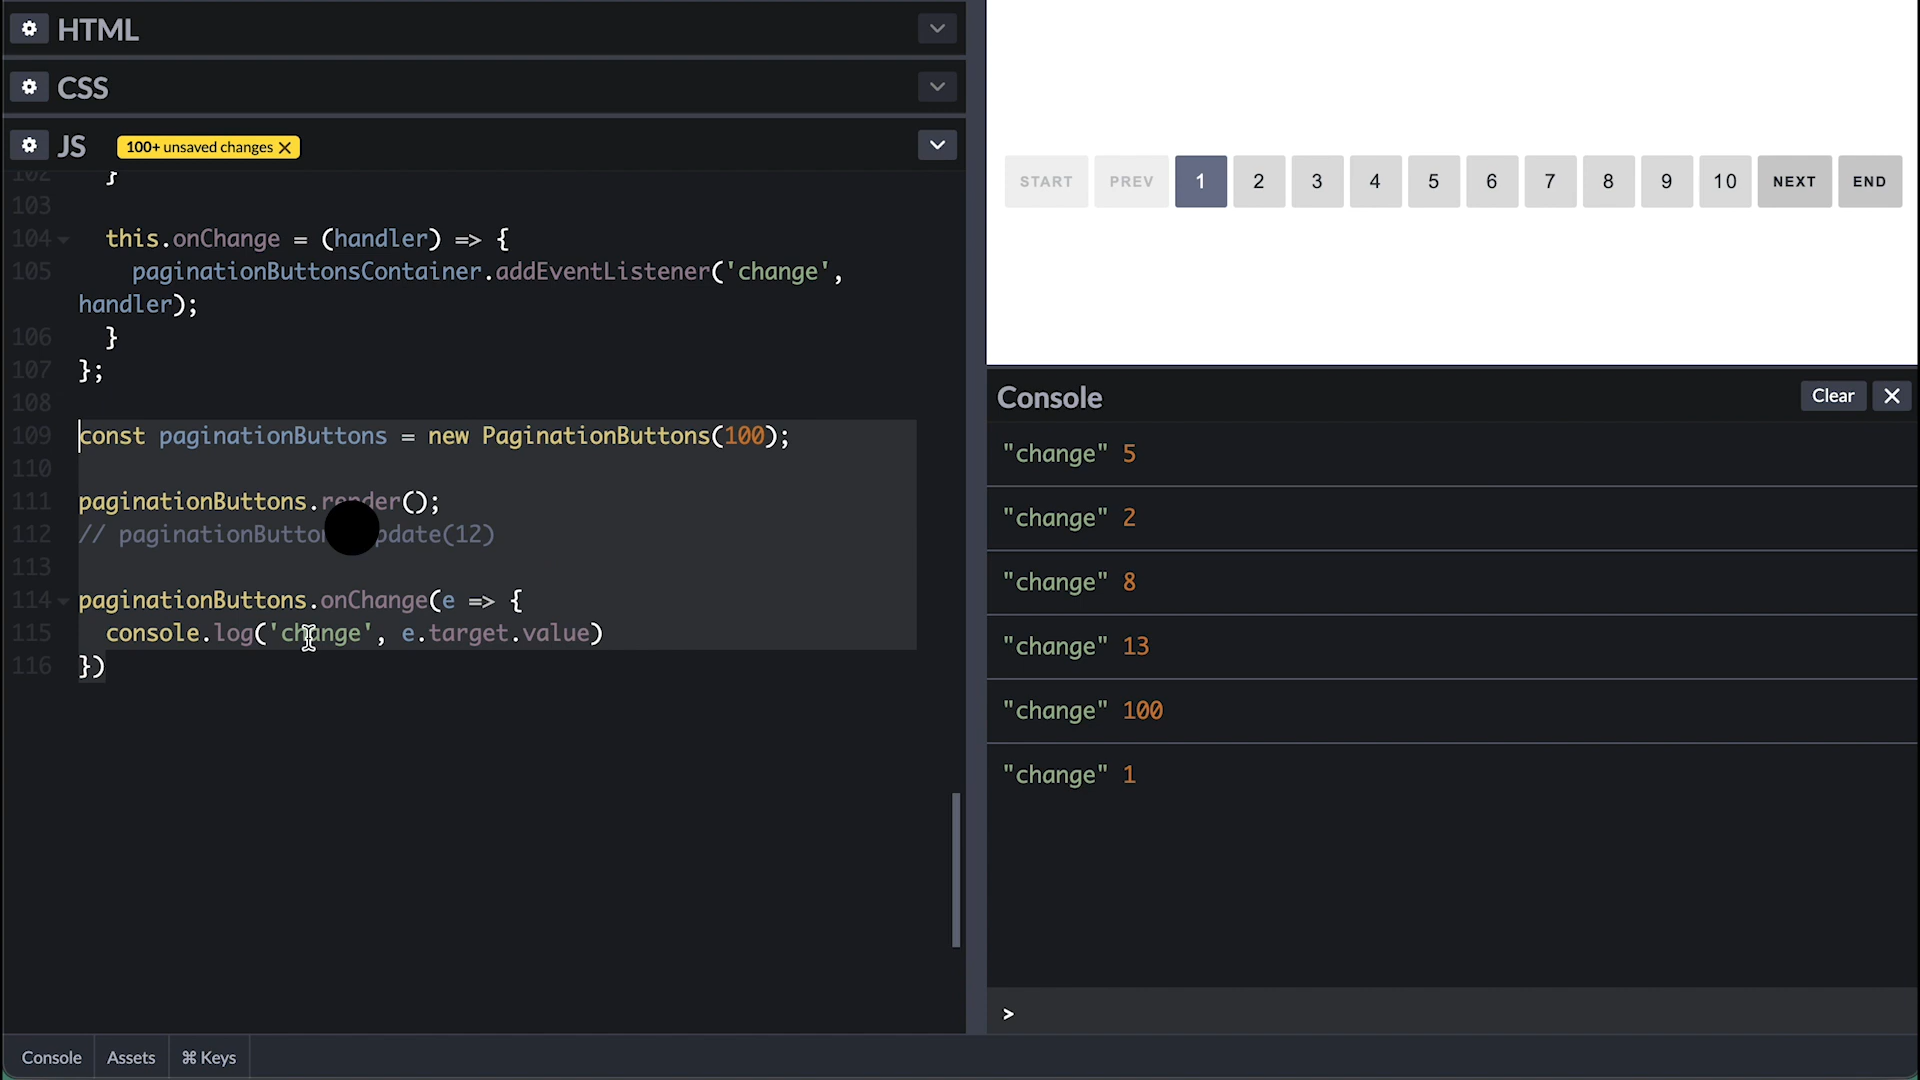 HTML
CSS
JS 100+ unsaved changes
102 }
103
104 this.onChange = (handler) => {
105 paginationButtonsContainer.addEventListener('change',
handler);
106 }
107 };
108
109 const paginationButtons = new PaginationButtons(100);
110
111 paginationButtons.render();
112 // paginationButton pdate(12)
113
114 paginationButtons.onChange(e => {
115 console.log('change', e.target.value)
116 })
Console Assets ⌘ Keys
START PREV 1 2 3 4 5 6 7 8 9 10 NEXT END
Console Clear
"change" 5
"change" 2
"change" 8
"change" 13
"change" 100
"change" 1
>